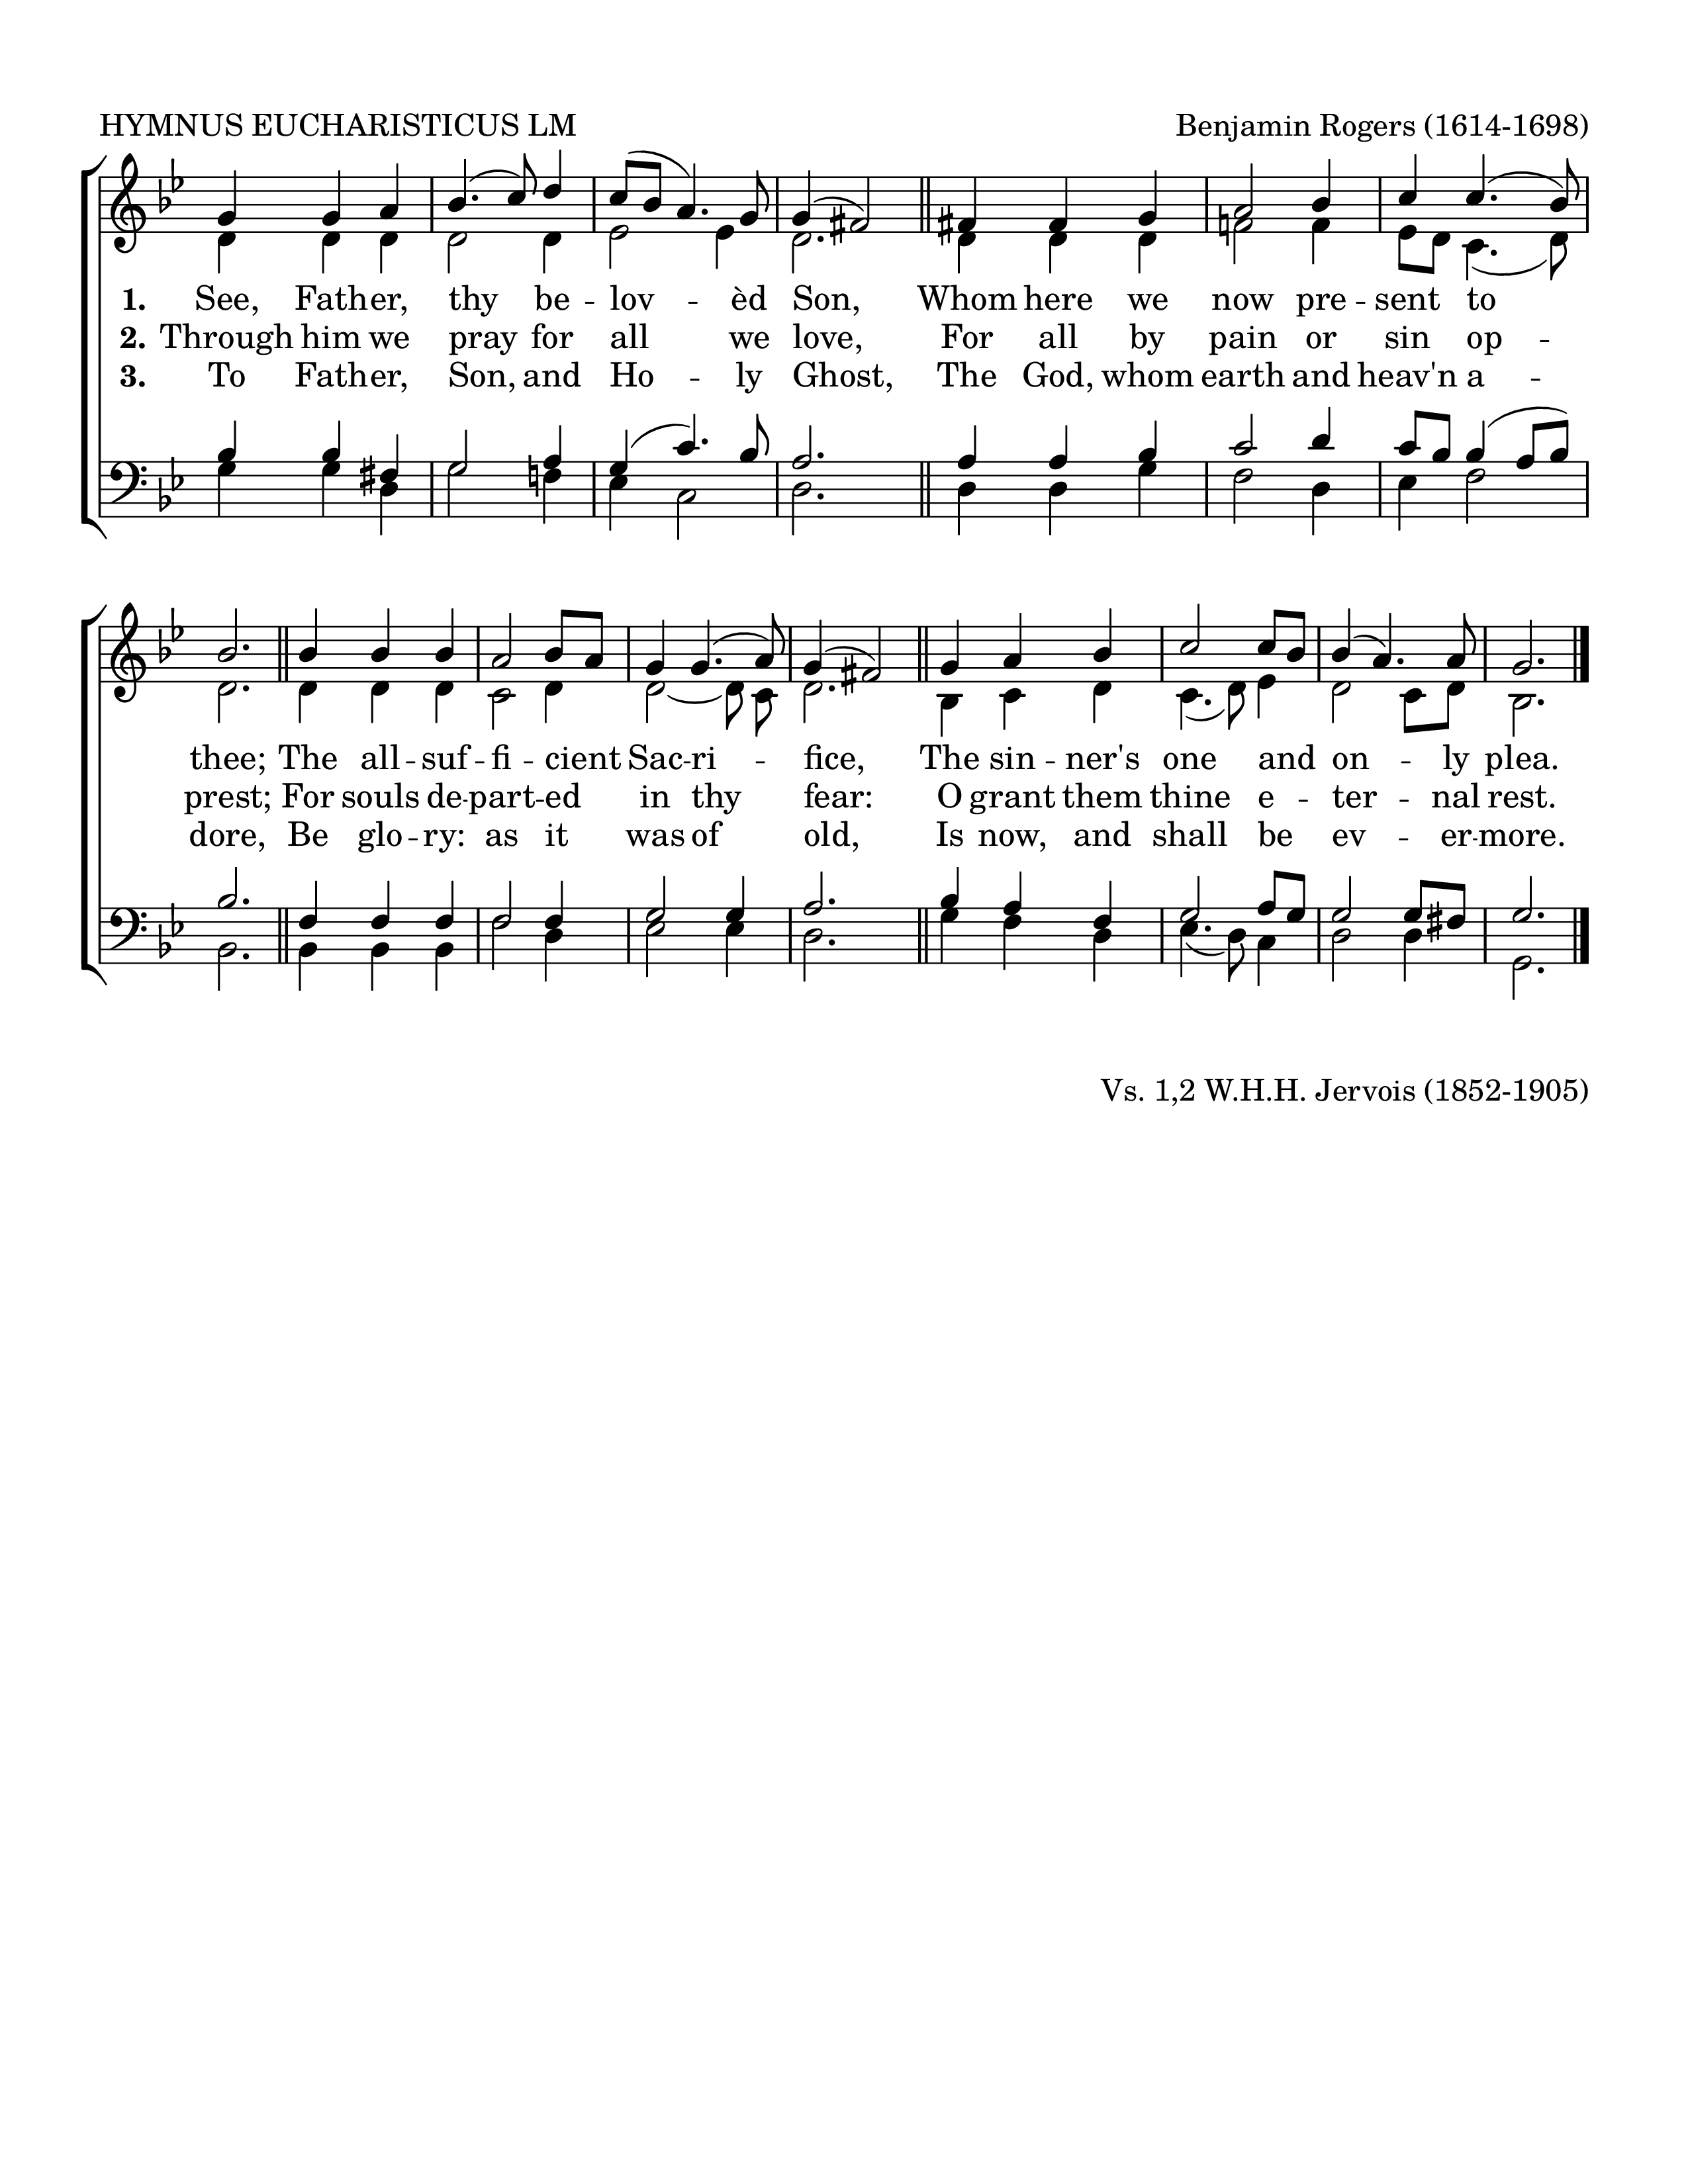 HYMNUS EUCHARISTICUS LM Benjamin Rogers (1614-1698)
1. See, Father, thy be - lov - èd Son, Whom here we now pre - sent to
2. Through him we pray for all we love, For all by pain or sin op -
3. To Father, Son, and Ho - ly Ghost, The God, whom earth and heav'n a -
thee; The all - suf - fi - cient Sac - ri - fice, The sin - ner's one and on - ly plea.
prest; For souls de - part - ed in thy fear: O grant them thine e - ter - nal rest.
dore, Be glo - ry: as it was of old, Is now, and shall be ev - er - more.
Vs. 1,2 W.H.H. Jervois (1852-1905)